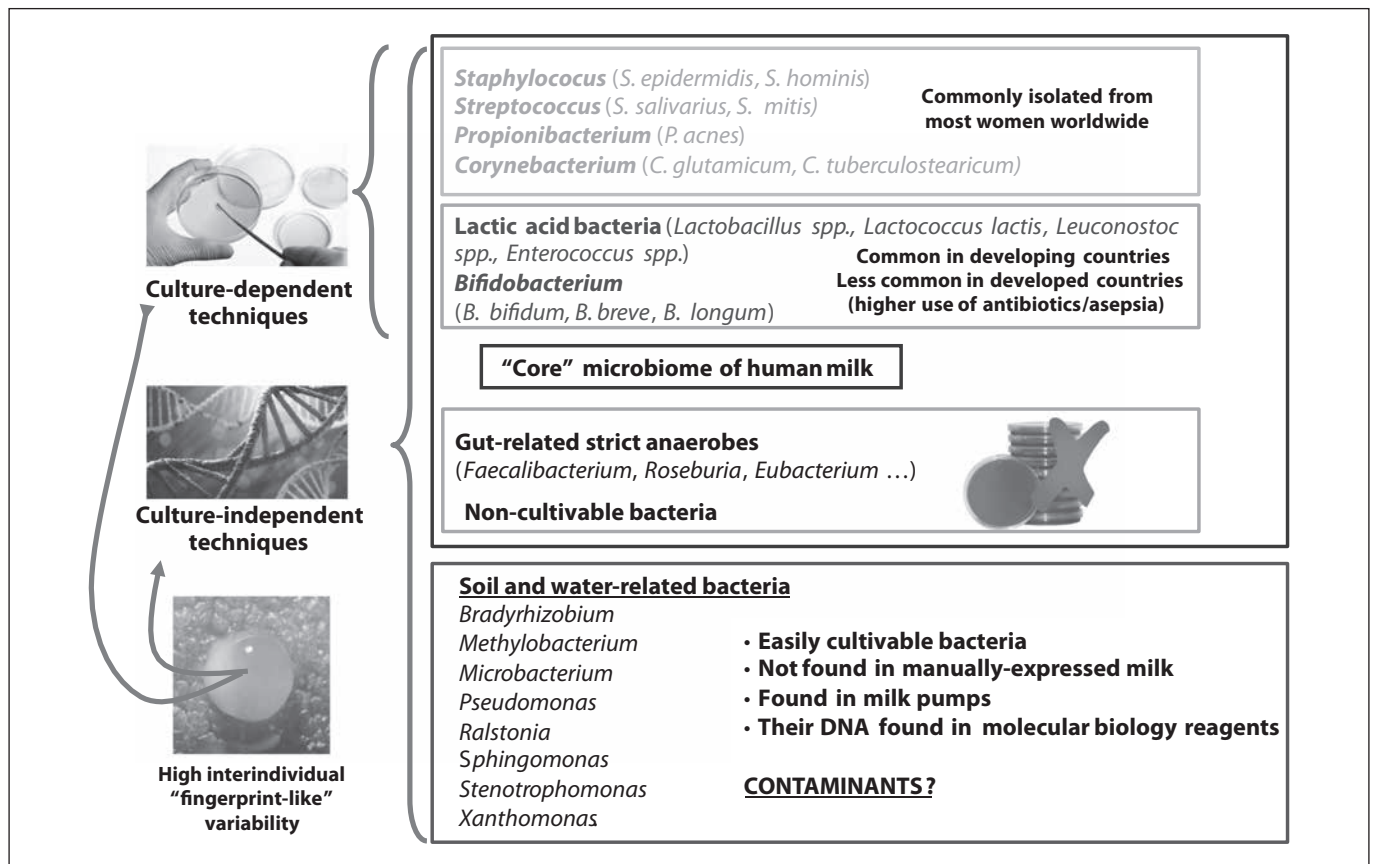 Staphylococus (S. epidermidis, S. hominis)
Streptococcus (S. salivarius, S. mitis)
Propionibacterium (P. acnes)
Corynebacterium (C. glutamicum, C. tuberculostearicum)
Commonly isolated from
most women worldwide
Lactic acid bacteria (Lactobacillus spp., Lactococcus lactis, Leuconostoc
spp., Enterococcus spp.)
Bifidobacterium
(B. bifidum, B. breve, B. longum)
Common in developing countries
Less common in developed countries
(higher use of antibiotics/asepsia)
Culture-dependent
techniques
"Core" microbiome of human milk
Gut-related strict anaerobes
(Faecalibacterium, Roseburia, Eubacterium …)
Non-cultivable bacteria
Culture-independent
techniques
Soil and water-related bacteria
Bradyrhizobium
Methylobacterium
Microbacterium
Pseudomonas
Ralstonia
Sphingomonas
Stenotrophomonas
Xanthomonas.
· Easily cultivable bacteria
· Not found in manually-expressed milk
· Found in milk pumps
· Their DNA found in molecular biology reagents
CONTAMINANTS?
High interindividual
"fingerprint-like"
variability